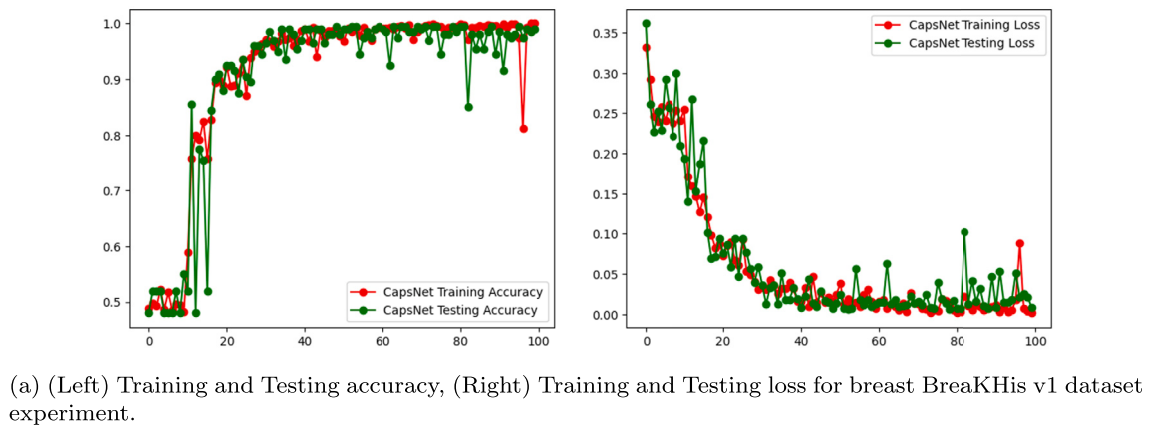 1.0
0.9
0.8
0.7
0.6
0.5
0 20 40 60 80 100
CapsNet Training Accuracy
CapsNet Testing Accuracy
0.35
0.30
0.25
0.20
0.15
0.10
0.05
0.00
0 20 40 60 80 100
CapsNet Training Loss
CapsNet Testing Loss
(a) (Left) Training and Testing accuracy, (Right) Training and Testing loss for breast BreaKHis v1 dataset
experiment.